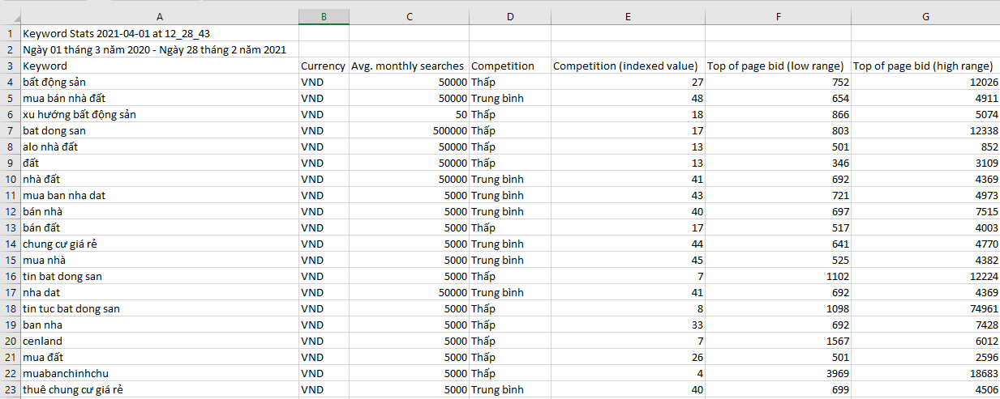 A B C D E F G
1 Keyword Stats 2021-04-01 at 12_28_43
2 Ngày 01 tháng 3 năm 2020 - Ngày 28 tháng 2 năm 2021
3 Keyword Currency Avg. monthly searches Competition Competition (indexed value) Top of page bid (low range) Top of page bid (high range)
4 bất động sản VND 50000 Thấp 27 752 12026
5 mua bán nhà đất VND 50000 Trung bình 48 654 4911
6 xu hướng bất động sản VND 50 Thấp 18 866 5074
7 bat dong san VND 500000 Thấp 17 803 12338
8 alo nhà đất VND 50000 Thấp 13 501 852
9 đất VND 50000 Thấp 13 346 3109
10 nhà đất VND 50000 Trung bình 41 692 4369
11 mua ban nha dat VND 5000 Trung bình 43 721 4973
12 bán nhà VND 5000 Trung bình 40 697 7515
13 bán đất VND 5000 Thấp 17 517 4003
14 chung cư giá rẻ VND 5000 Trung bình 44 641 4770
15 mua nhà VND 5000 Trung bình 45 525 4382
16 tin bat dong san VND 5000 Thấp 7 1102 12224
17 nha dat VND 50000 Trung bình 41 692 4369
18 tin tuc bat dong san VND 5000 Thấp 8 1098 74961
19 ban nha VND 5000 Thấp 33 692 7428
20 cenland VND 5000 Thấp 7 1567 6012
21 mua đất VND 5000 Thấp 26 501 2596
22 muabanchinhchu VND 5000 Thấp 4 3969 18683
23 thuê chung cư giá rẻ VND 5000 Trung bình 40 699 4506